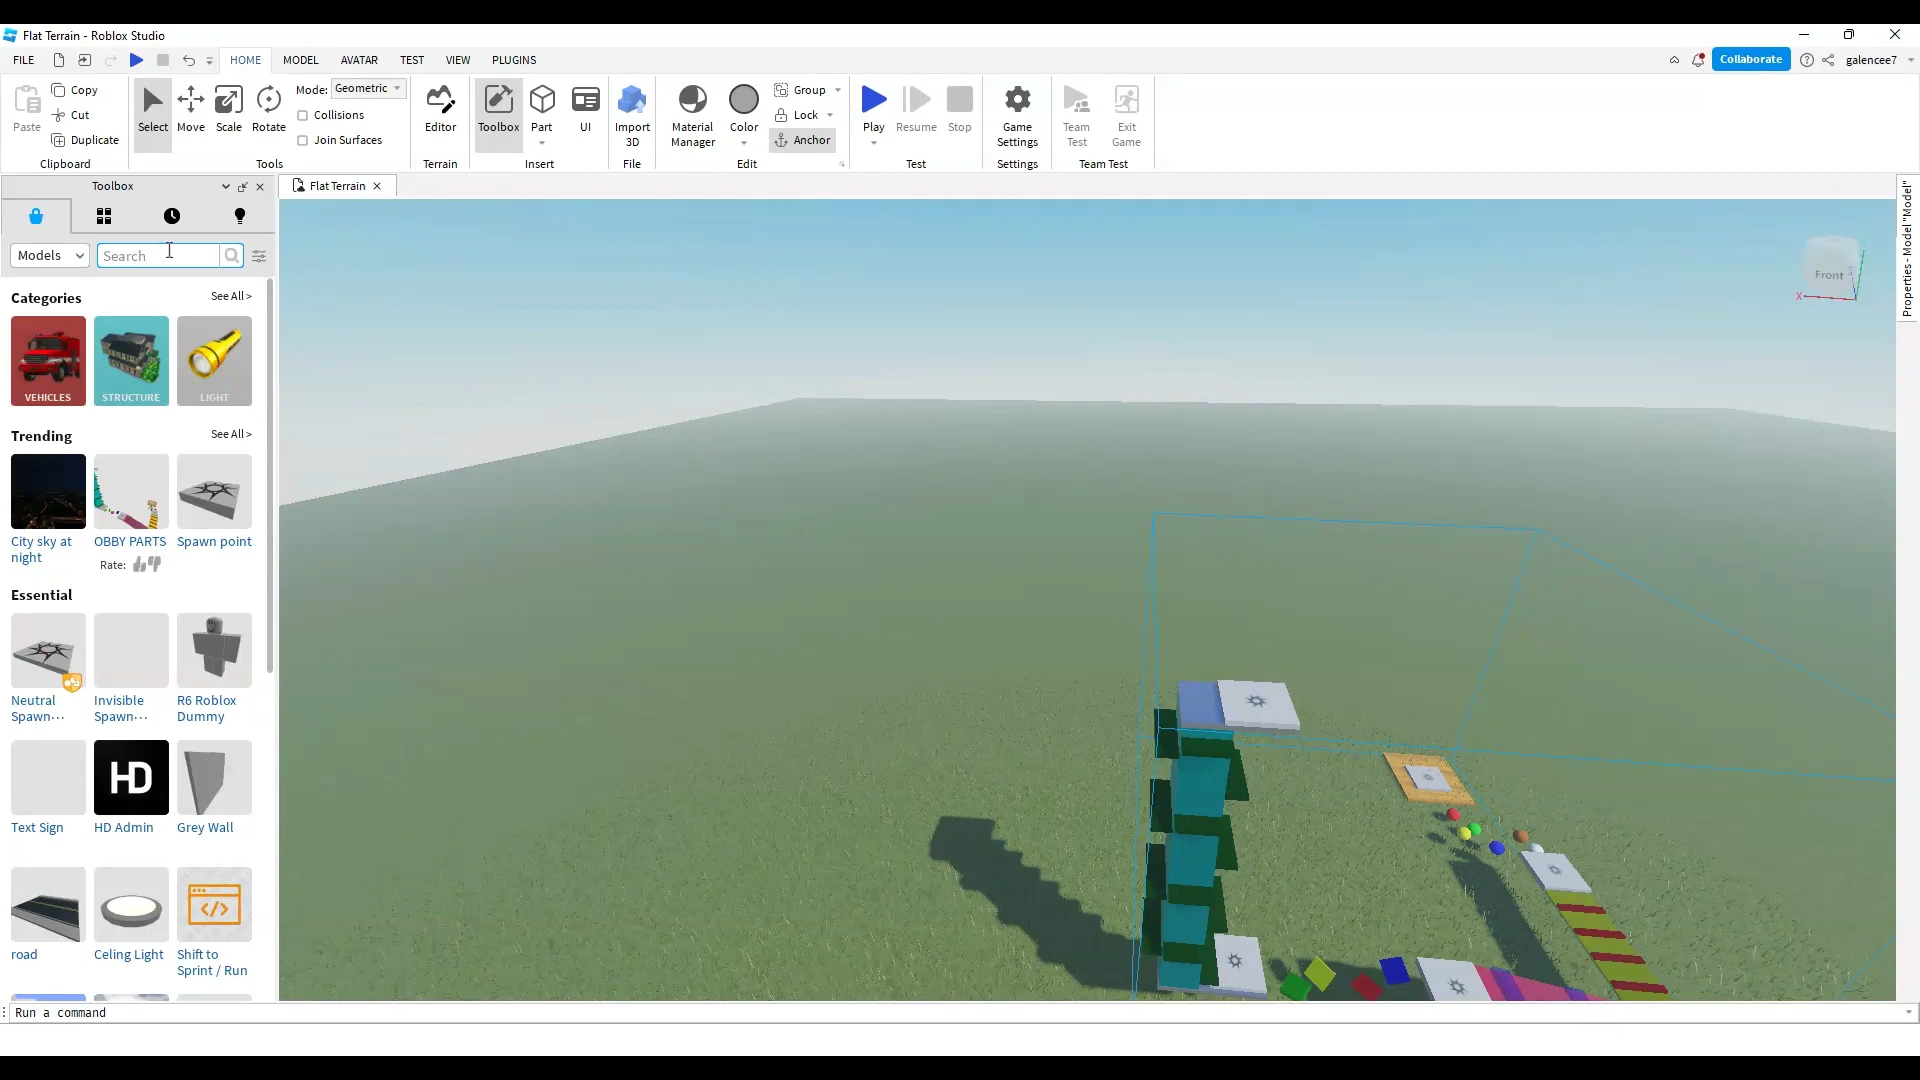 Flat Terrain - Roblox Studio
FILE HOME MODEL AVATAR TEST VIEW PLUGINS Collaborate galencee7
Copy
Cut
Duplicate
Paste
Clipboard
Select Move Scale Rotate
Mode: Geometric
Collisions
Join Surfaces
Tools
Editor
Terrain
Toolbox Part UI
Insert
Import
3D
File
Material
Manager
Color
Group
Lock
Anchor
Edit
Play Resume Stop
Test
Game
Settings
Settings
Team
Test
Exit
Game
Team Test
Toolbox
Flat Terrain
Models
Search
Categories
See All >
VEHICLES STRUCTURE LIGHT
Trending
See All >
City sky at
night
OBBY PARTS
Rate:
Spawn point
Essential
Neutral
Spawn···
Invisible
Spawn···
R6 Roblox
Dummy
HD
Text Sign
HD Admin
Grey Wall
road
Celing Light
Shift to
Sprint / Run
Front
X
Properties - Model "Model"
Run a command